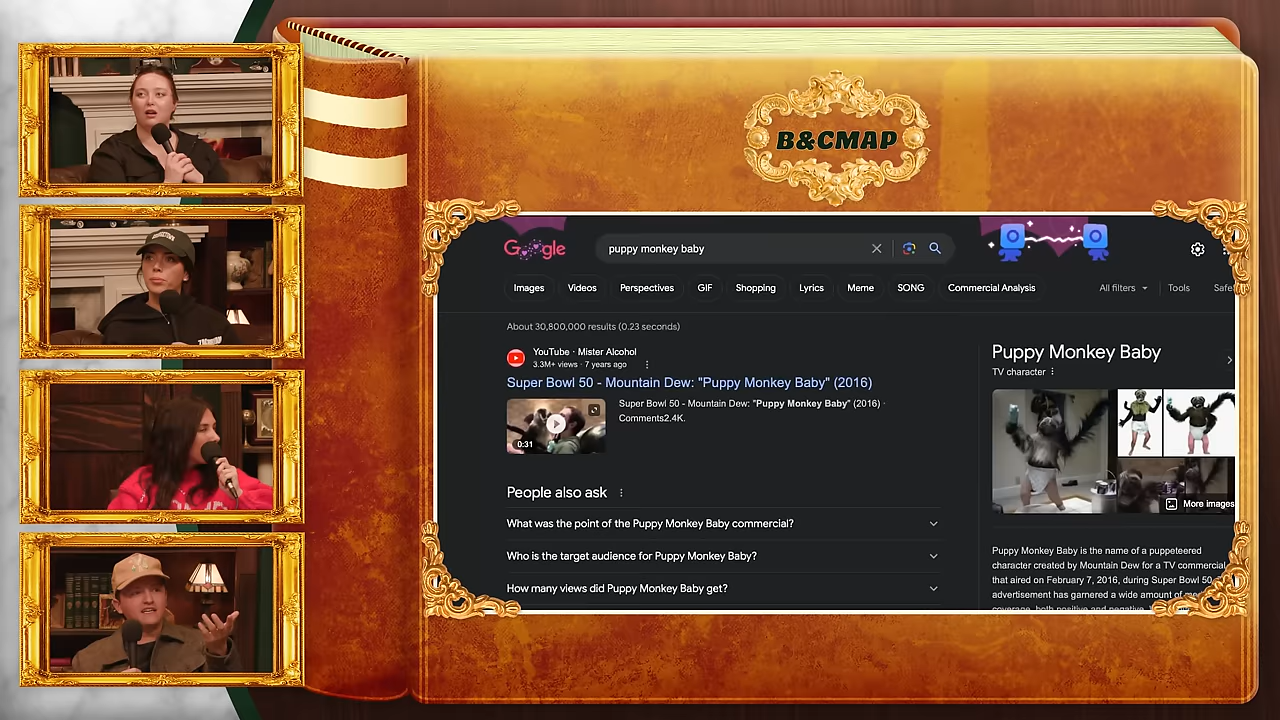 B&CMAP
Google
puppy monkey baby
Images Videos Perspectives GIF Shopping Lyrics Meme SONG Commercial Analysis All filters Tools
About 30,800,000 results (0.23 seconds)
YouTube · Mister Alcohol
3.3M+ views · 7 years ago
Super Bowl 50 - Mountain Dew: "Puppy Monkey Baby" (2016)
Super Bowl 50 - Mountain Dew: "Puppy Monkey Baby" (2016) ·
Comments2.4K.
0:31
People also ask
What was the point of the Puppy Monkey Baby commercial?
Who is the target audience for Puppy Monkey Baby?
How many views did Puppy Monkey Baby get?
Puppy Monkey Baby
TV character
More images
Puppy Monkey Baby is the name of a puppeteered
character created by Mountain Dew for a TV commercial
that aired on February 7, 2016, during Super Bowl 50
advertisement has garnered a wide amount of
coverage, both positive and negative.